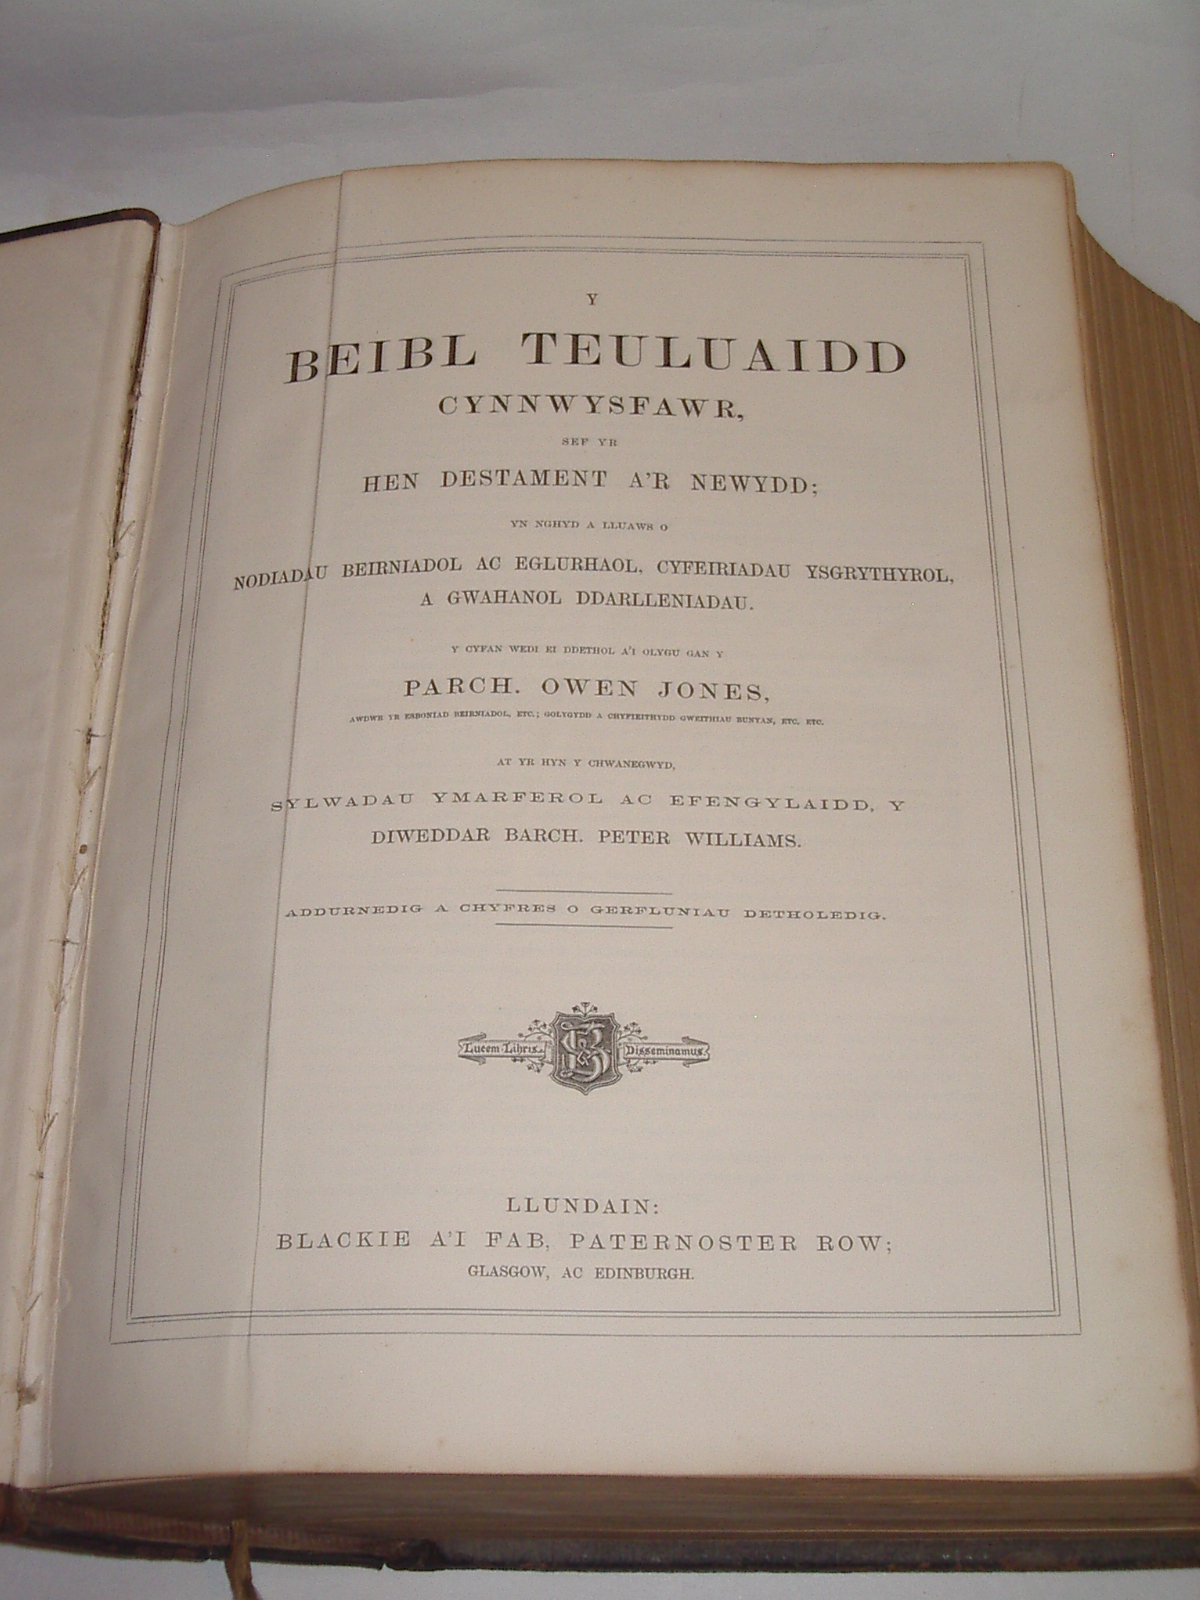 Y
BEIBL TEULUAIDD
CYNNWYSFAWR,
SEF YR
HEN DESTAMENT A'R NEWYDD;
YN NGHYD A LLUAWS O
NODIADAU BEIRNIADOL AC EGLURHAOL, CYFEIRIADAU YSGRYTHYROL,
A GWAHANOL DDARLLENIADAU.
Y CYFAN WEDI EI DDETHOL A'I OLYGU GAN Y
PARCH. OWEN JONES,
AWDWR YR ESBONIAD BEIRNIADOL, ETC.; GOLYGYDD A CHYFIEITHYDD GWEITHIAU BUNYAN, ETC. ETC.
AT YR HYN Y CHWANEGWYD,
SYLWADAU YMARFEROL AC EFENGYLAIDD, Y
DIWEDDAR BARCH. PETER WILLIAMS.
ADDURNEDIG A CHYFRES O GERFLUNIAU DETHOLEDIG.
Lucem Libris Disseminamus
LLUNDAIN:
BLACKIE A'I FAB, PATERNOSTER ROW;
GLASGOW, AC EDINBURGH.